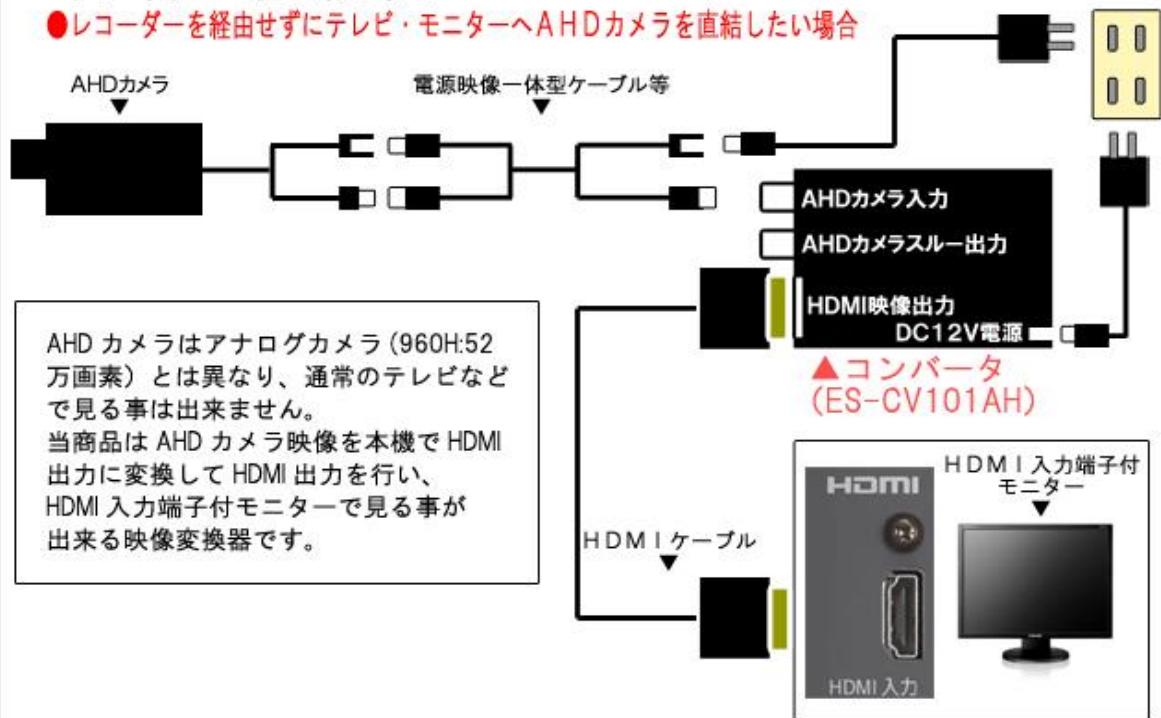 ●レコーダーを経由せずにテレビ・モニターへAHDカメラを直結したい場合
AHDカメラ
▼
電源映像一体型ケーブル等
▼
AHDカメラ入力
AHDカメラスルー出力
HDMI映像出力
DC12V電源
▲コンバータ
(ES-CV101AH)
AHD カメラはアナログカメラ(960H:52
万画素)とは異なり、通常のテレビなど
で見る事は出来ません。
当商品は AHD カメラ映像を本機で HDMI
出力に変換して HDMI 出力を行い、
HDMI 入力端子付モニターで見る事が
出来る映像変換器です。
HDMIケーブル
▼
HDMI
HDMI入力端子付
モニター
▼
HDMI 入力